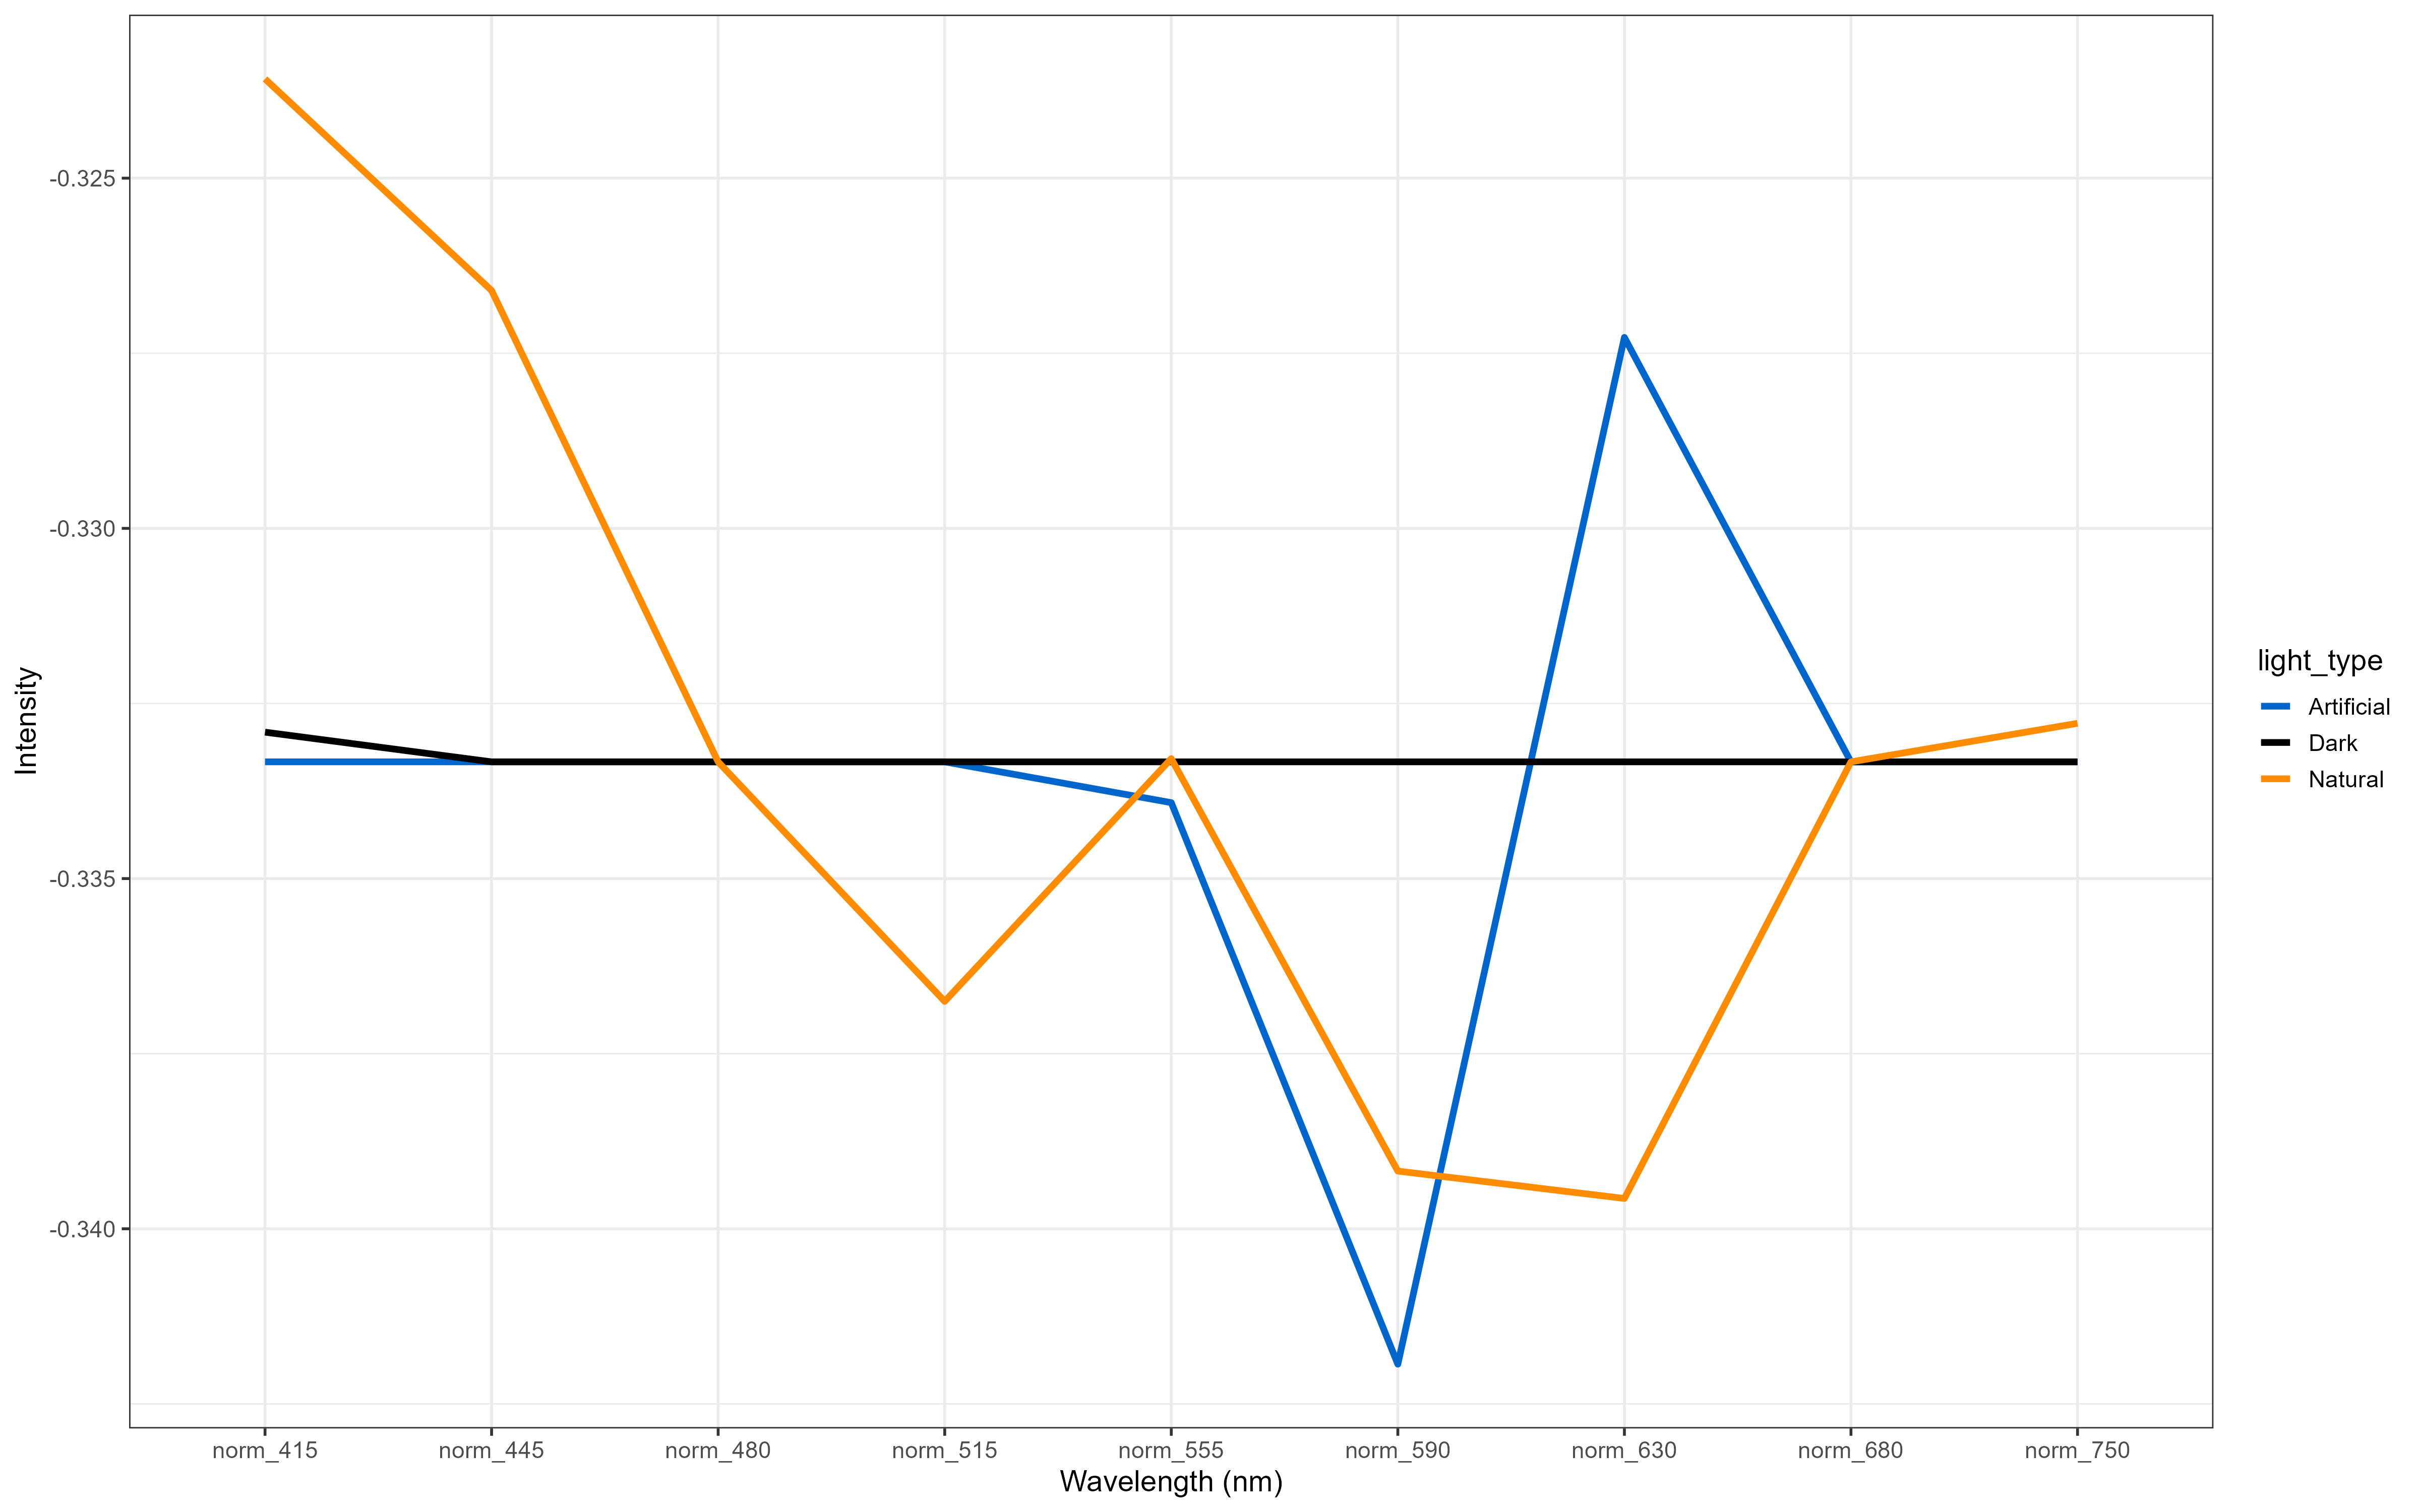 Intensity
-0.325
-0.330
-0.335
-0.340
norm_415 norm_445 norm_480 norm_515 norm_555 norm_590 norm_630 norm_680 norm_750
Wavelength (nm)
light_type
Artificial
Dark
Natural